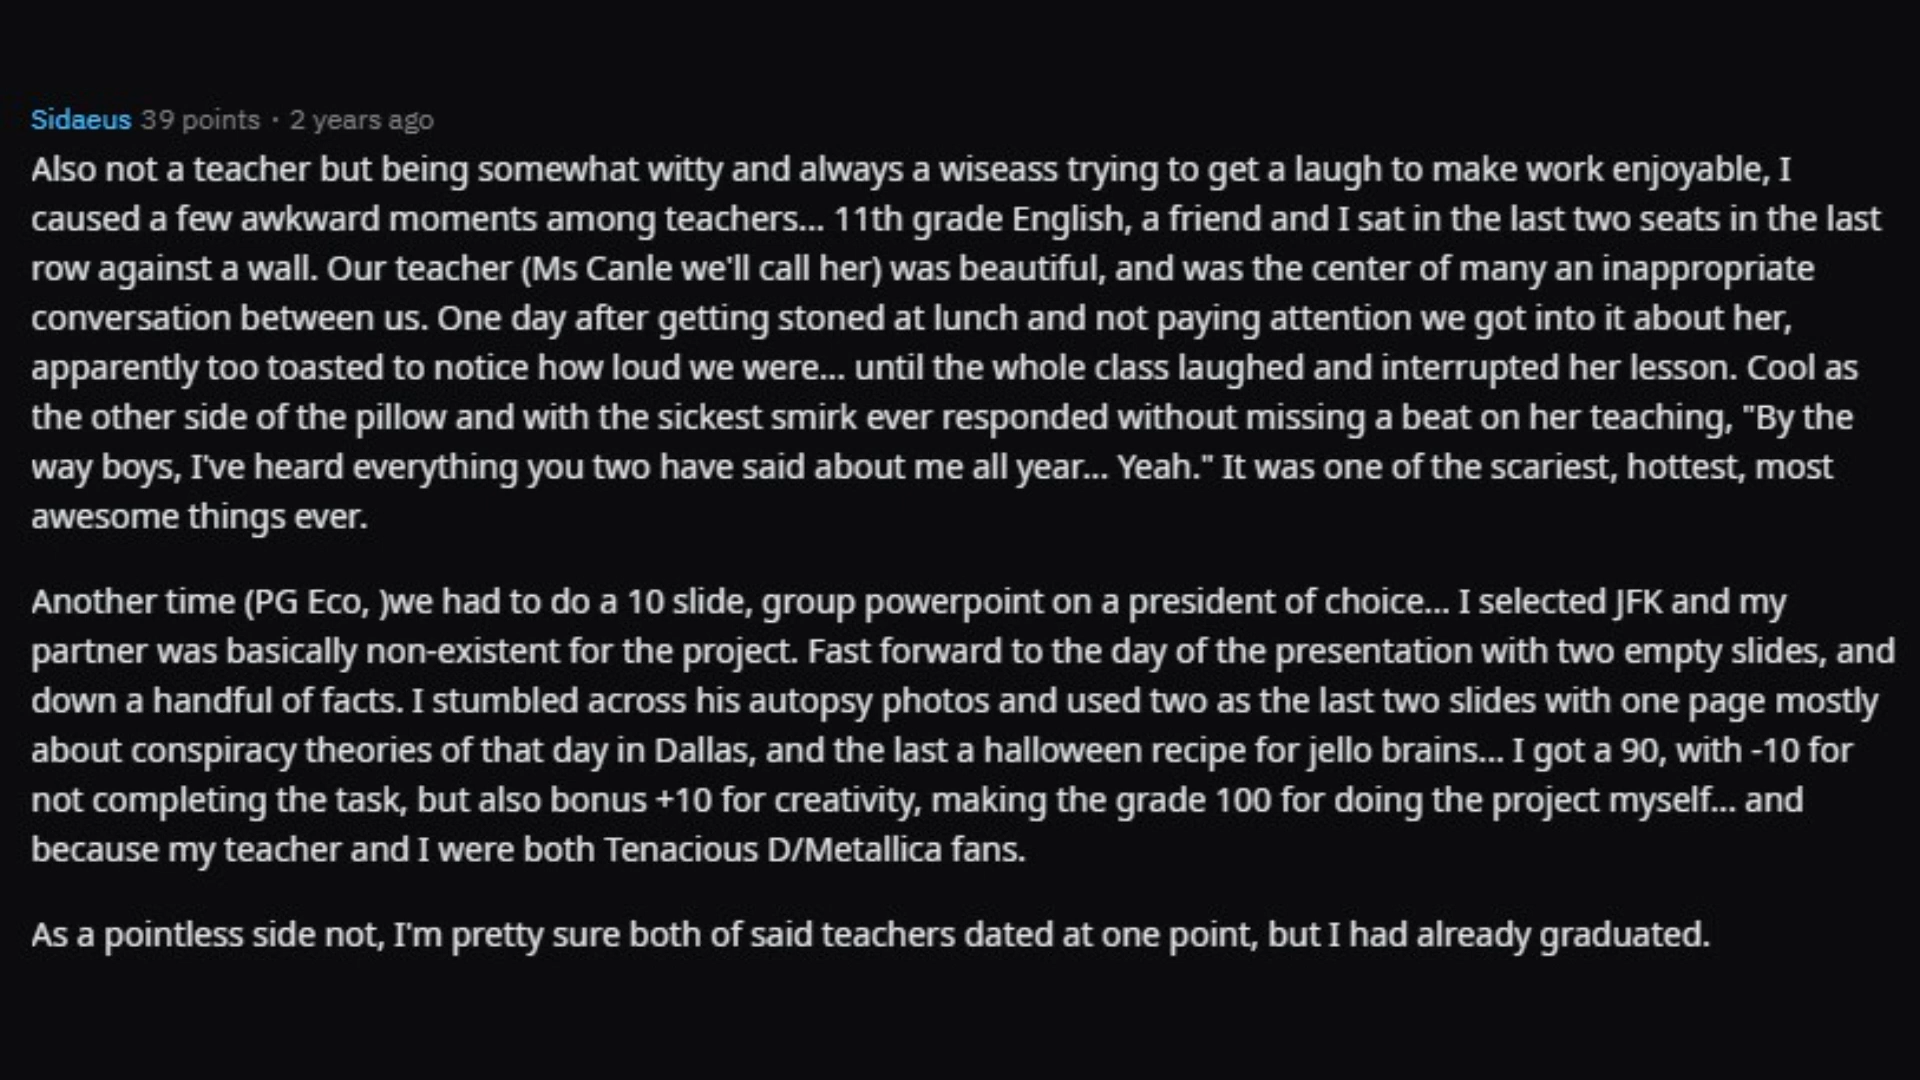 Sidaeus 39 points · 2 years ago
Also not a teacher but being somewhat witty and always a wiseass trying to get a laugh to make work enjoyable, I
caused a few awkward moments among teachers... 11th grade English, a friend and I sat in the last two seats in the last
row against a wall. Our teacher (Ms Canle we'll call her) was beautiful, and was the center of many an inappropriate
conversation between us. One day after getting stoned at lunch and not paying attention we got into it about her,
apparently too toasted to notice how loud we were... until the whole class laughed and interrupted her lesson. Cool as
the other side of the pillow and with the sickest smirk ever responded without missing a beat on her teaching, "By the
way boys, I've heard everything you two have said about me all year... Yeah." It was one of the scariest, hottest, most
awesome things ever.
Another time (PG Eco, )we had to do a 10 slide, group powerpoint on a president of choice... I selected JFK and my
partner was basically non-existent for the project. Fast forward to the day of the presentation with two empty slides, and
down a handful of facts. I stumbled across his autopsy photos and used two as the last two slides with one page mostly
about conspiracy theories of that day in Dallas, and the last a halloween recipe for jello brains... I got a 90, with -10 for
not completing the task, but also bonus +10 for creativity, making the grade 100 for doing the project myself... and
because my teacher and I were both Tenacious D/Metallica fans.
As a pointless side not, I'm pretty sure both of said teachers dated at one point, but I had already graduated.